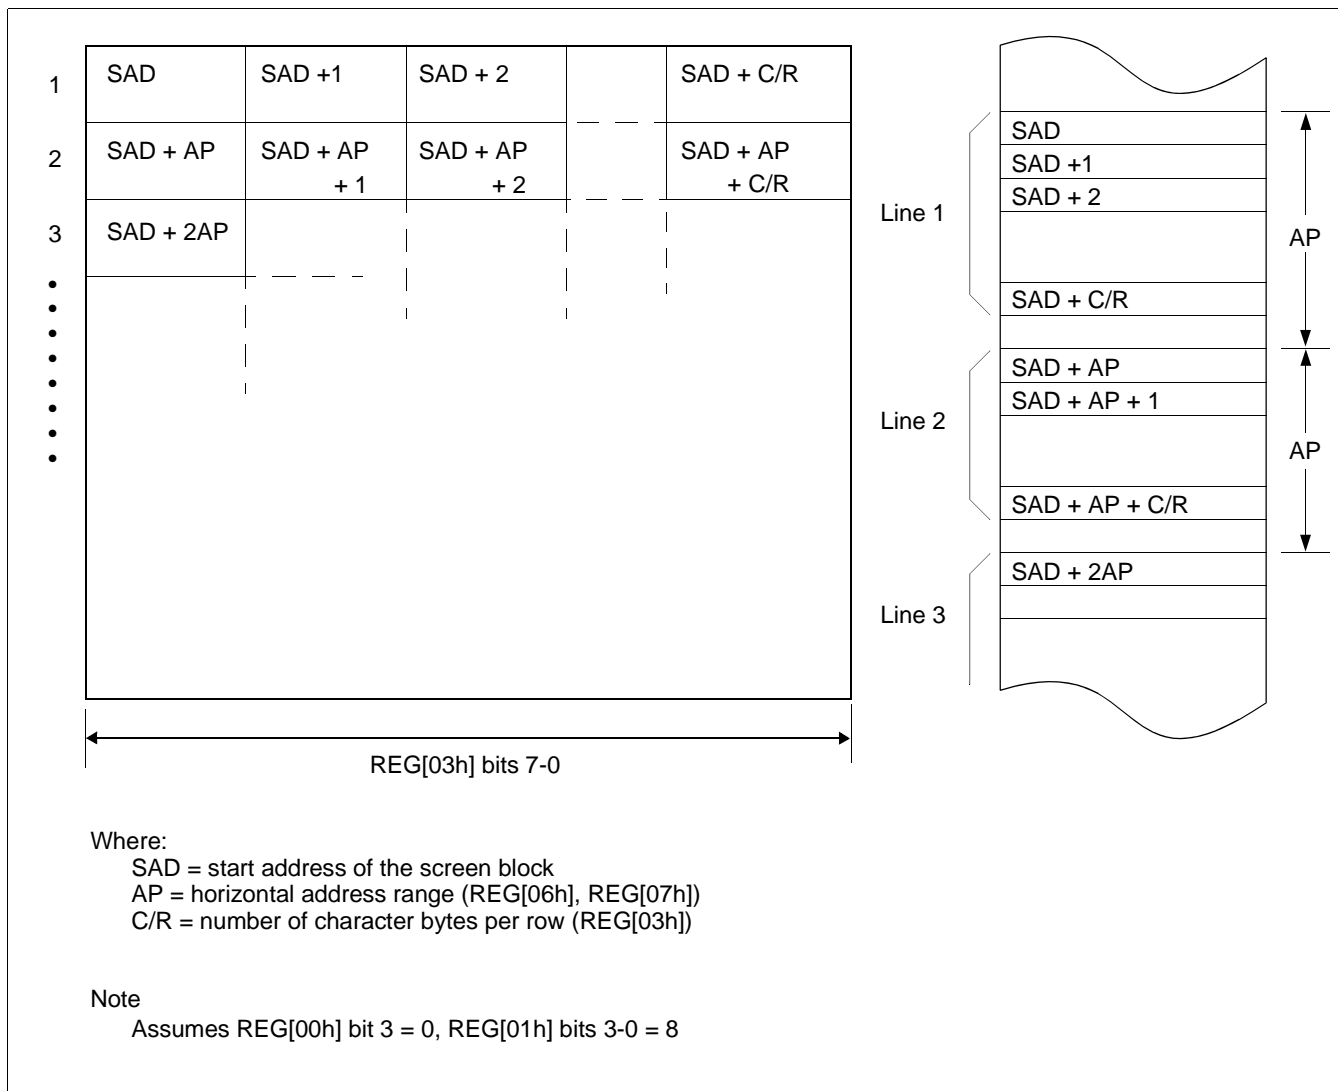 1 SAD SAD +1 SAD + 2 SAD + C/R
2 SAD + AP SAD + AP + 1 SAD + AP + 2 SAD + AP + C/R
3 SAD + 2AP
REG[03h] bits 7-0
Line 1
SAD
SAD +1
SAD + 2
SAD + C/R
AP
Line 2
SAD + AP
SAD + AP + 1
SAD + AP + C/R
AP
Line 3
SAD + 2AP
Where:
SAD = start address of the screen block
AP = horizontal address range (REG[06h], REG[07h])
C/R = number of character bytes per row (REG[03h])
Note
Assumes REG[00h] bit 3 = 0, REG[01h] bits 3-0 = 8